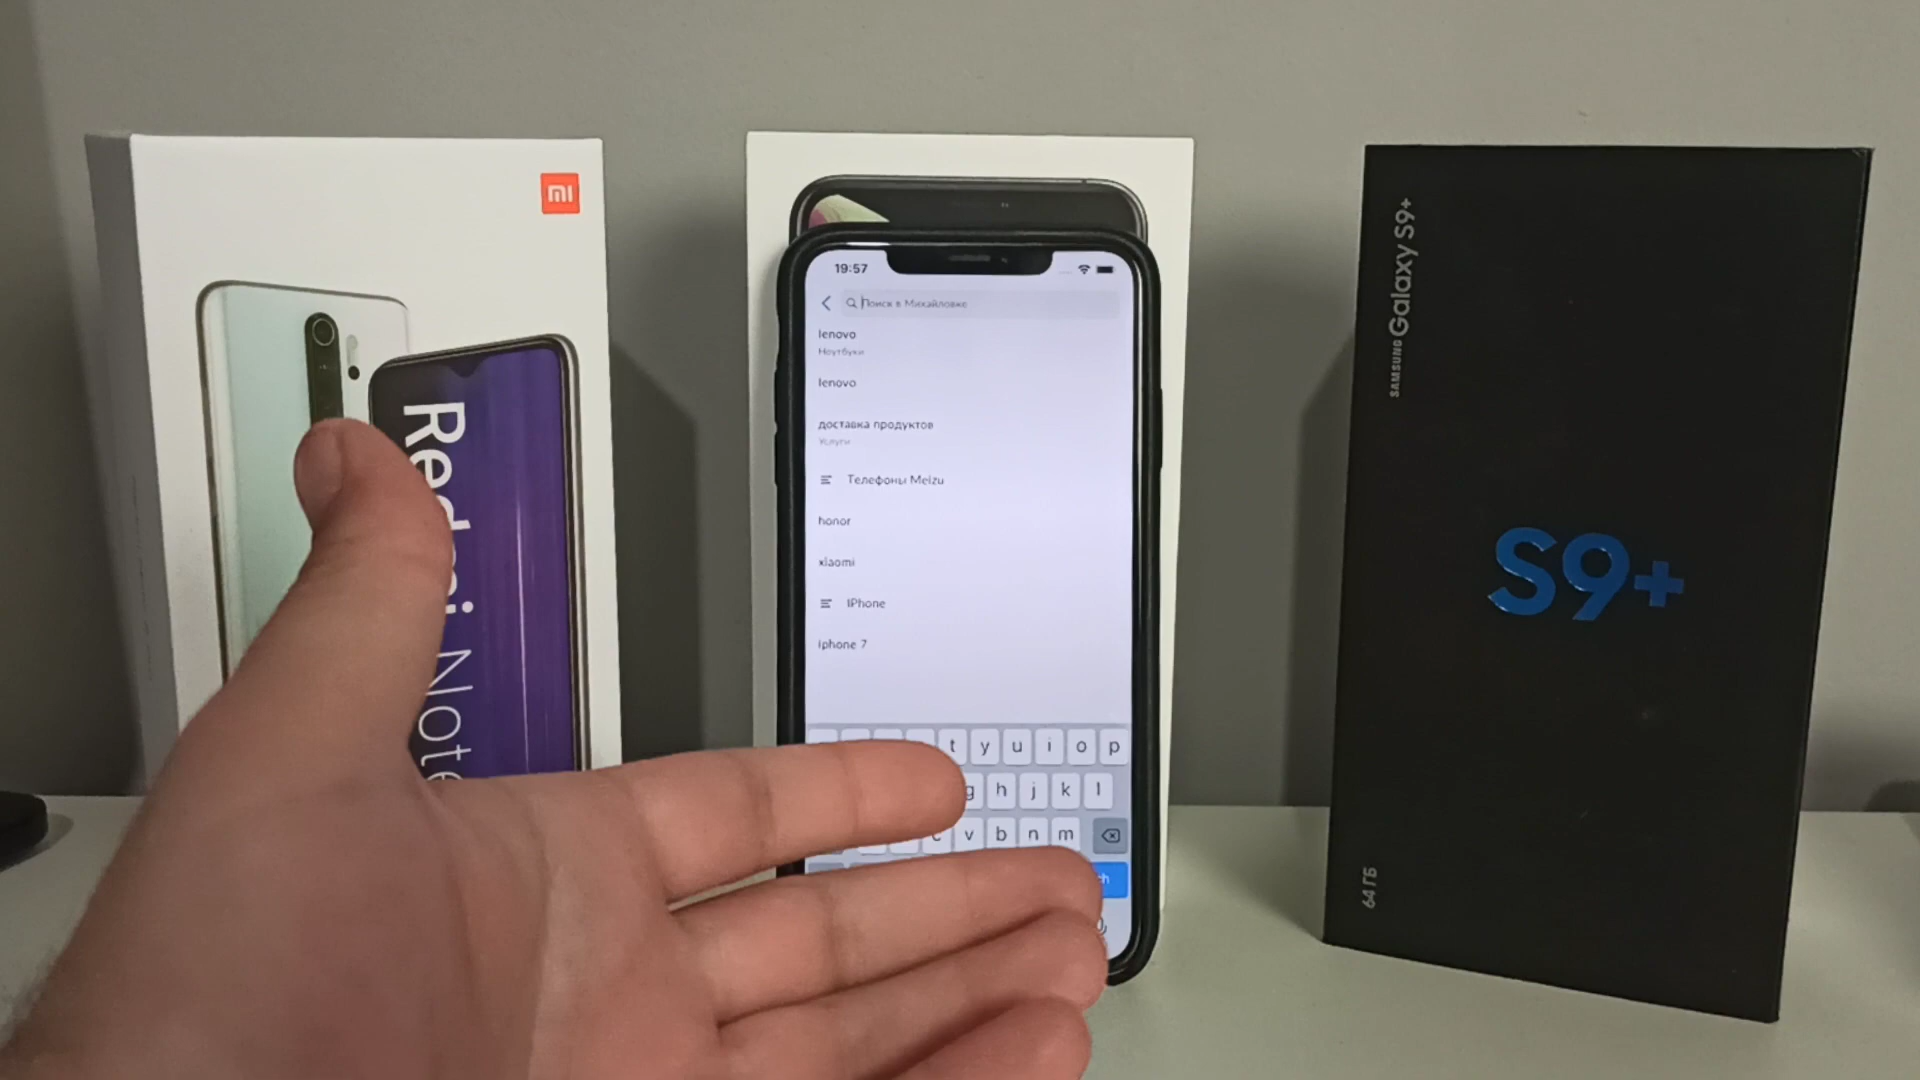 mi
Redmi Note
19:57
Поиск в Михайловке
lenovo
Ноутбуки
lenovo
доставка продуктов
Услуги
Телефоны Meizu
honor
xiaomi
IPhone
iphone 7
t y u i o p
g h j k l
c v b n m
SAMSUNG Galaxy S9+
S9+
64 ГБ